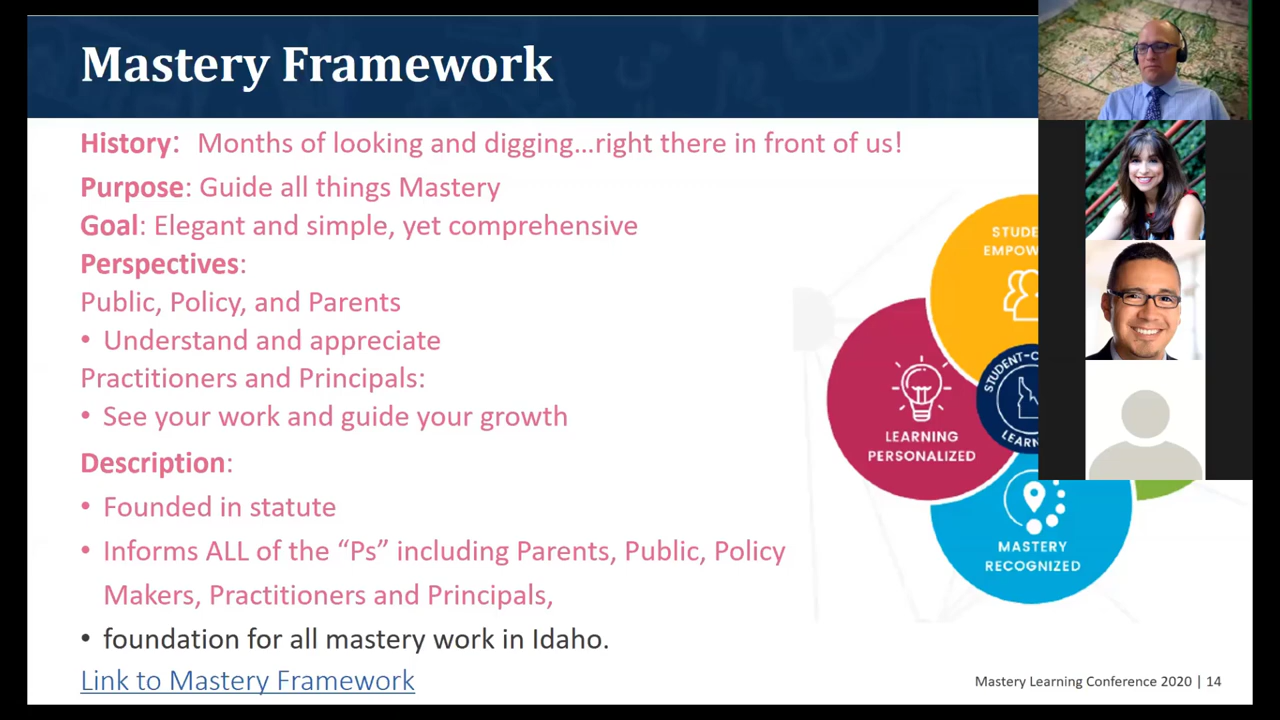 Mastery Framework
History: Months of looking and digging...right there in front of us!
Purpose: Guide all things Mastery
Goal: Elegant and simple, yet comprehensive
Perspectives:
Public, Policy, and Parents
• Understand and appreciate
Practitioners and Principals:
• See your work and guide your growth
Description:
• Founded in statute
• Informs ALL of the “Ps” including Parents, Public, Policy
Makers, Practitioners and Principals,
• foundation for all mastery work in Idaho.
Link to Mastery Framework
STUDE
EMPOW
LEARNING
PERSONALIZED
STUDENT-C
LEARN
MASTERY
RECOGNIZED
Mastery Learning Conference 2020 | 14